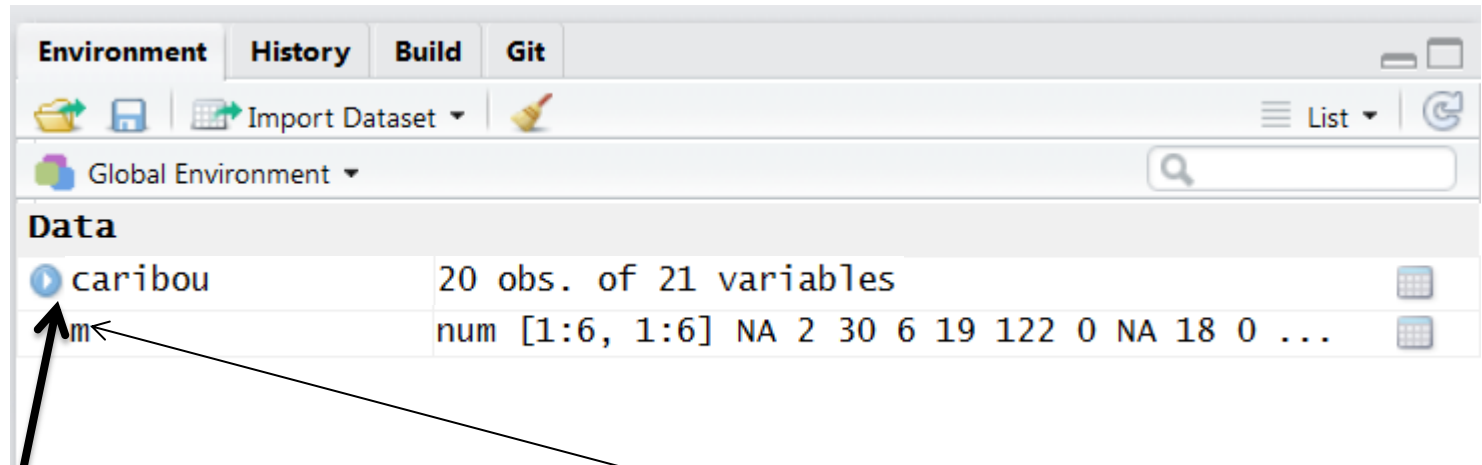 Environment History Build Git
Import Dataset List
Global Environment
Data
caribou 20 obs. of 21 variables
m num [1:6, 1:6] NA 2 30 6 19 122 0 NA 18 0 ...